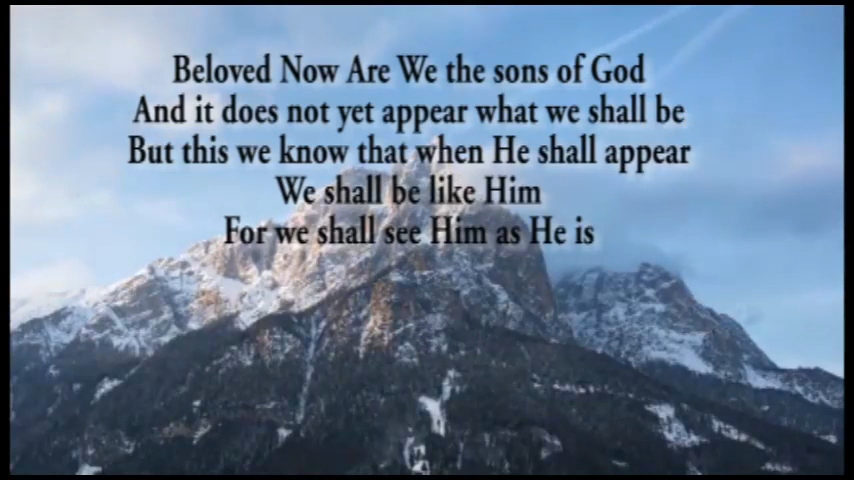 Beloved Now Are We the sons of God
And it does not yet appear what we shall be
But this we know that when He shall appear
We shall be like Him
For we shall see Him as He is